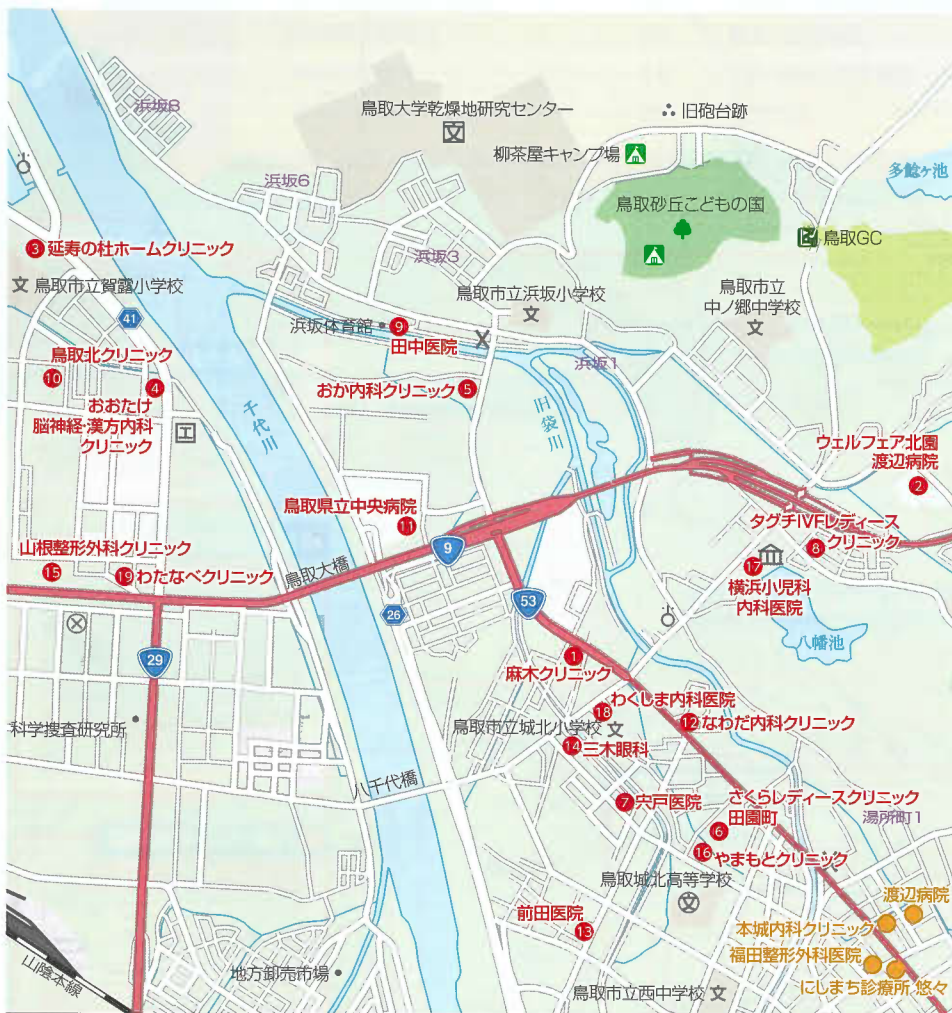 浜坂8
鳥取大学乾燥地研究センター
旧砲台跡
柳茶屋キャンプ場
多鯰ヶ池
浜坂6
鳥取砂丘こどもの国
鳥取GC
3 延寿の杜ホームクリニック
浜坂3
鳥取市立賀露小学校
鳥取市立浜坂小学校
鳥取市立
中ノ郷中学校
41
浜坂体育館
9
田中医院
鳥取北クリニック
10
4
おおたけ
脳神経・漢方内科
クリニック
おか内科クリニック 5
浜坂1
千代川
旧袋川
ウェルフェア北園
渡辺病院
2
鳥取県立中央病院
11
タグチIVFレディース
クリニック
8
9
山根整形外科クリニック
15
19 わたなべクリニック
鳥取大橋
17
横浜小児科
内科医院
26
53
八幡池
29
1
麻木クリニック
わくしま内科医院
18
12 なわだ内科クリニック
科学捜査研究所
鳥取市立城北小学校
14 三木眼科
八千代橋
7 宍戸医院
さくらレディースクリニック
田園町
6
湯所町1
16 やまもとクリニック
鳥取城北高等学校
渡辺病院
前田医院
13
本城内科クリニック
福田整形外科医院
にしまち診療所 悠々
地方卸売市場
山陰本線
鳥取市立西中学校